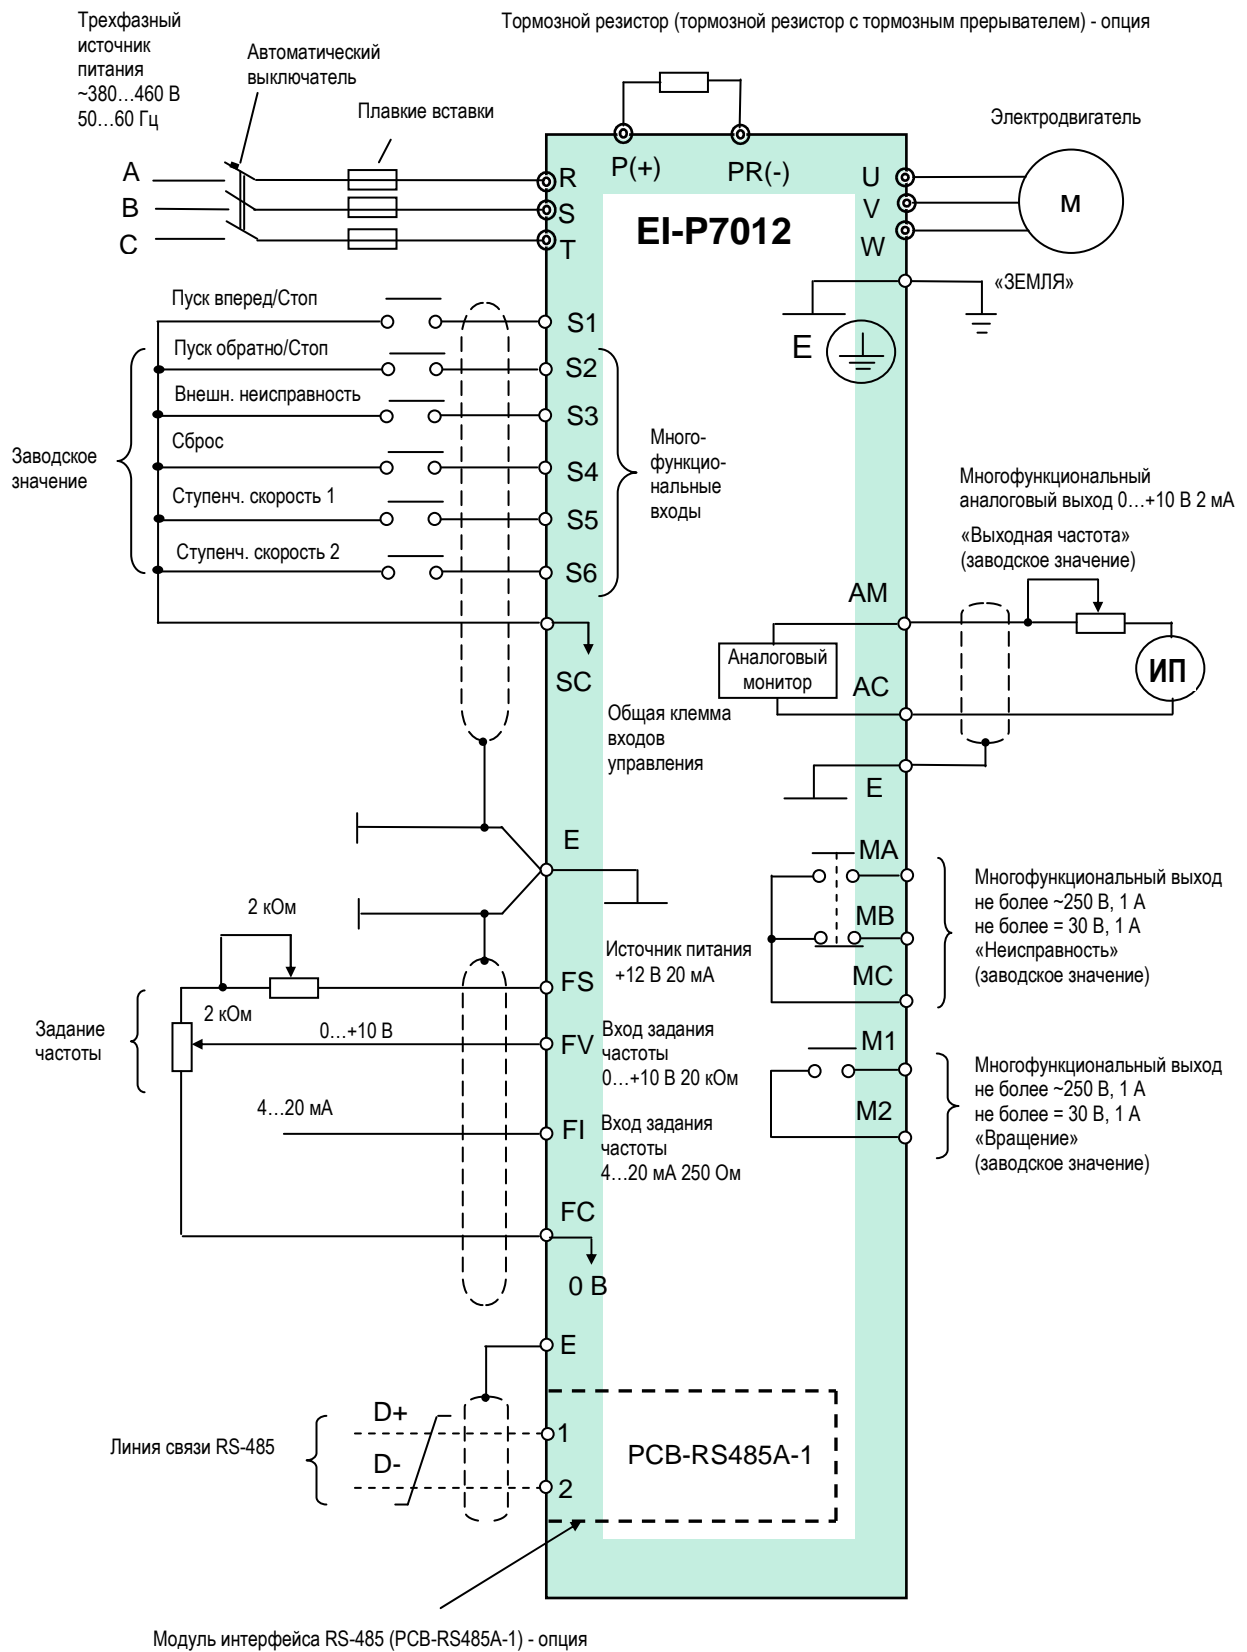 Трехфазный
источник
питания
~380…460 В
50…60 Гц
Тормозной резистор (тормозной резистор с тормозным прерывателем) - опция
Автоматический
выключатель
Плавкие вставки
Электродвигатель
P(+)
PR(-)
A
B
C
R
S
T
EI-P7012
U
V
W
M
«ЗЕМЛЯ»
E
Пуск вперед/Стоп
S1
Пуск обратно/Стоп
S2
Внешн. неисправность
S3
Сброс
S4
Ступенч. скорость 1
S5
Ступенч. скорость 2
S6
Заводское
значение
Много-
функцио-
нальные
входы
SC
Общая клемма
входов
управления
Многофункциональный
аналоговый выход 0…+10 В 2 мА
«Выходная частота»
(заводское значение)
AM
Аналоговый
монитор
AC
ИП
E
E
MA
MB
MC
Многофункциональный выход
не более ~250 В, 1 А
не более = 30 В, 1 А
«Неисправность»
(заводское значение)
2 кОм
Источник питания
+12 В 20 мА
FS
2 кОм
Задание
частоты
0…+10 В
FV
Вход задания
частоты
0…+10 В 20 кОм
M1
M2
Многофункциональный выход
не более ~250 В, 1 А
не более = 30 В, 1 А
«Вращение»
(заводское значение)
4…20 мА
FI
Вход задания
частоты
4…20 мА 250 Ом
FC
0 В
E
Линия связи RS-485
D+
D-
1
2
PCB-RS485A-1
Модуль интерфейса RS-485 (PCB-RS485A-1) - опция